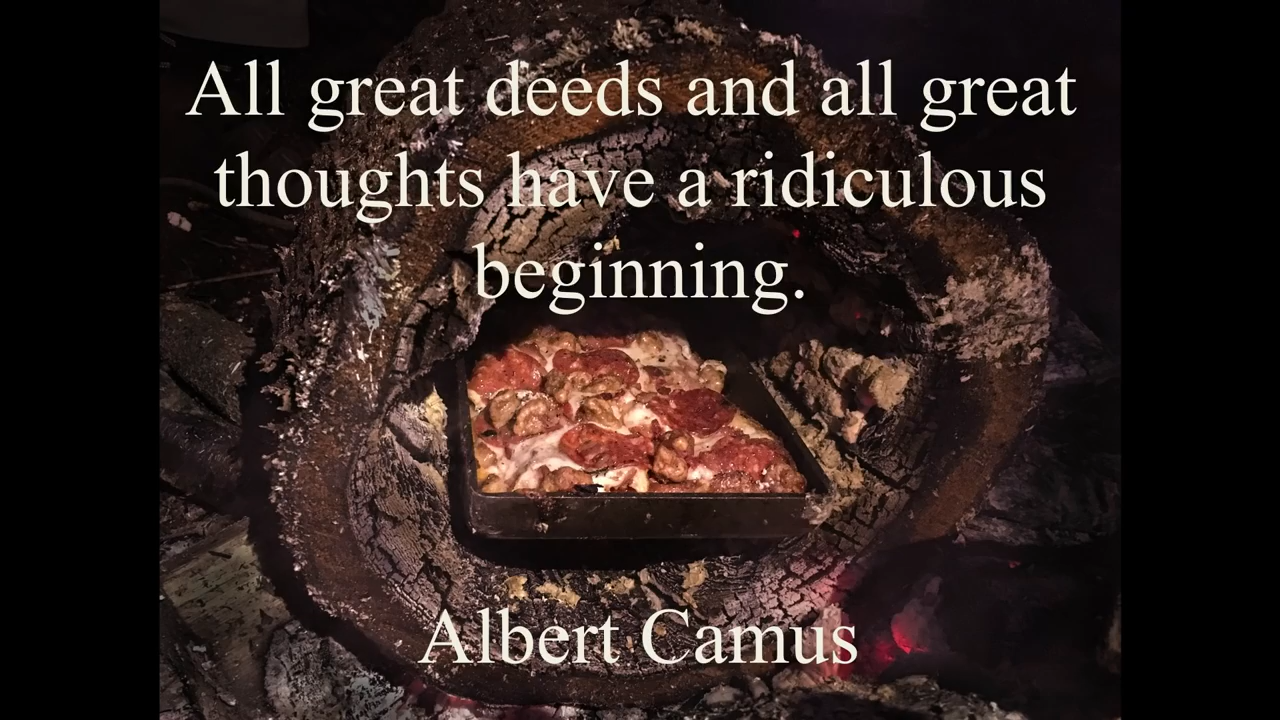 All great deeds and all great
thoughts have a ridiculous
beginning.
Albert Camus